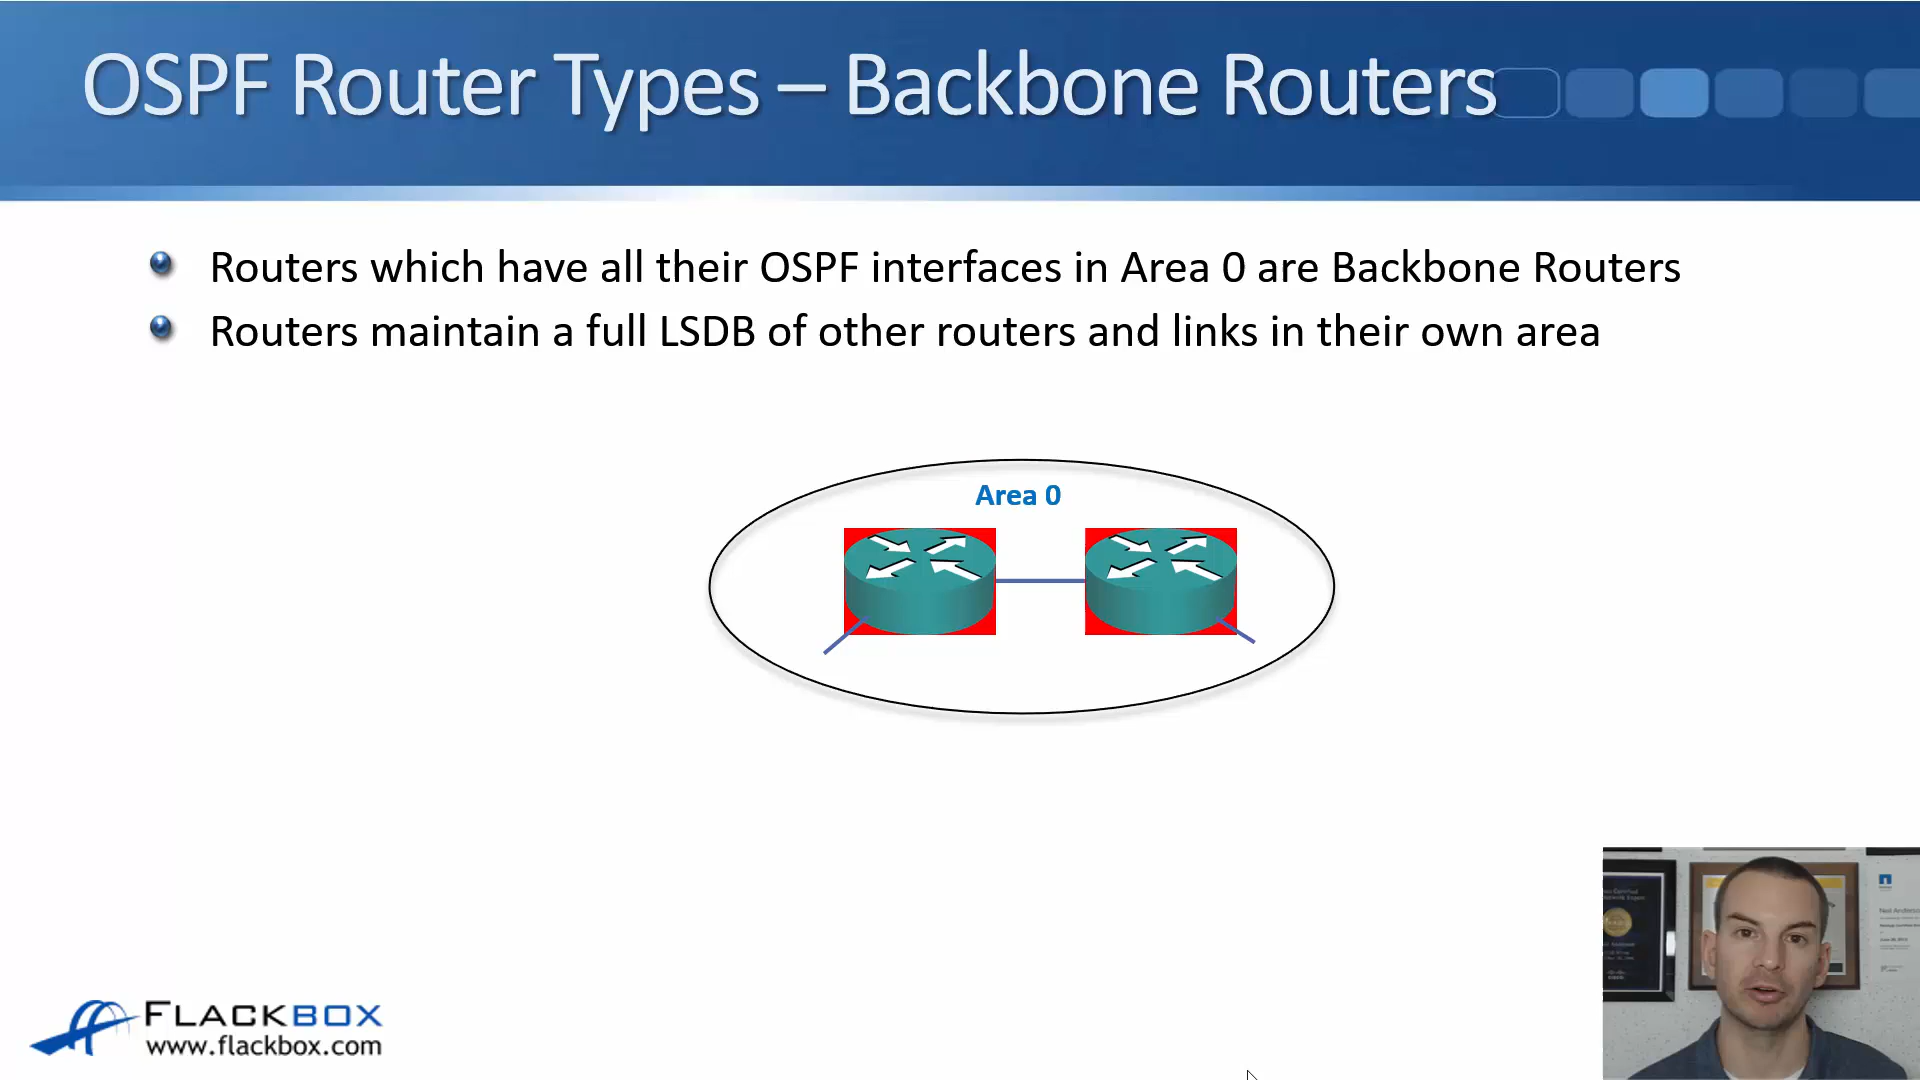 OSPF Router Types – Backbone Routers
Routers which have all their OSPF interfaces in Area 0 are Backbone Routers
Routers maintain a full LSDB of other routers and links in their own area
Area 0
FLACKBOX
www.flackbox.com